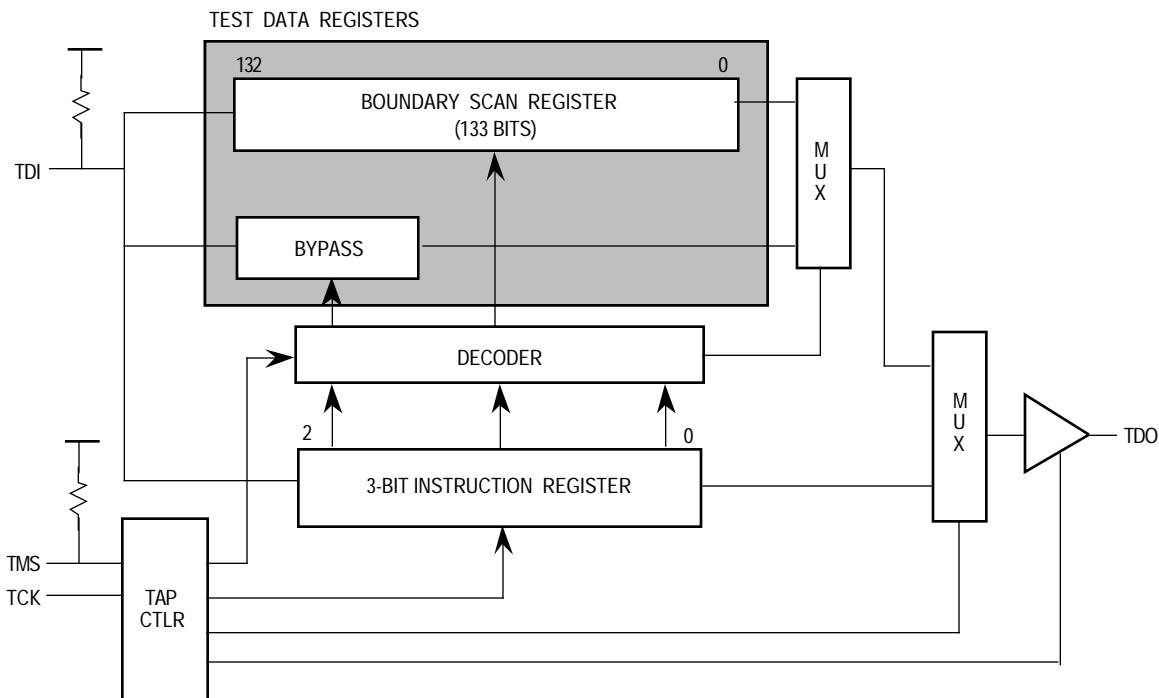 TEST DATA REGISTERS
132
0
BOUNDARY SCAN REGISTER
(133 BITS)
TDI
M
U
X
BYPASS
DECODER
2
0
3-BIT INSTRUCTION REGISTER
M
U
X
TDO
TMS
TCK
TAP
CTLR